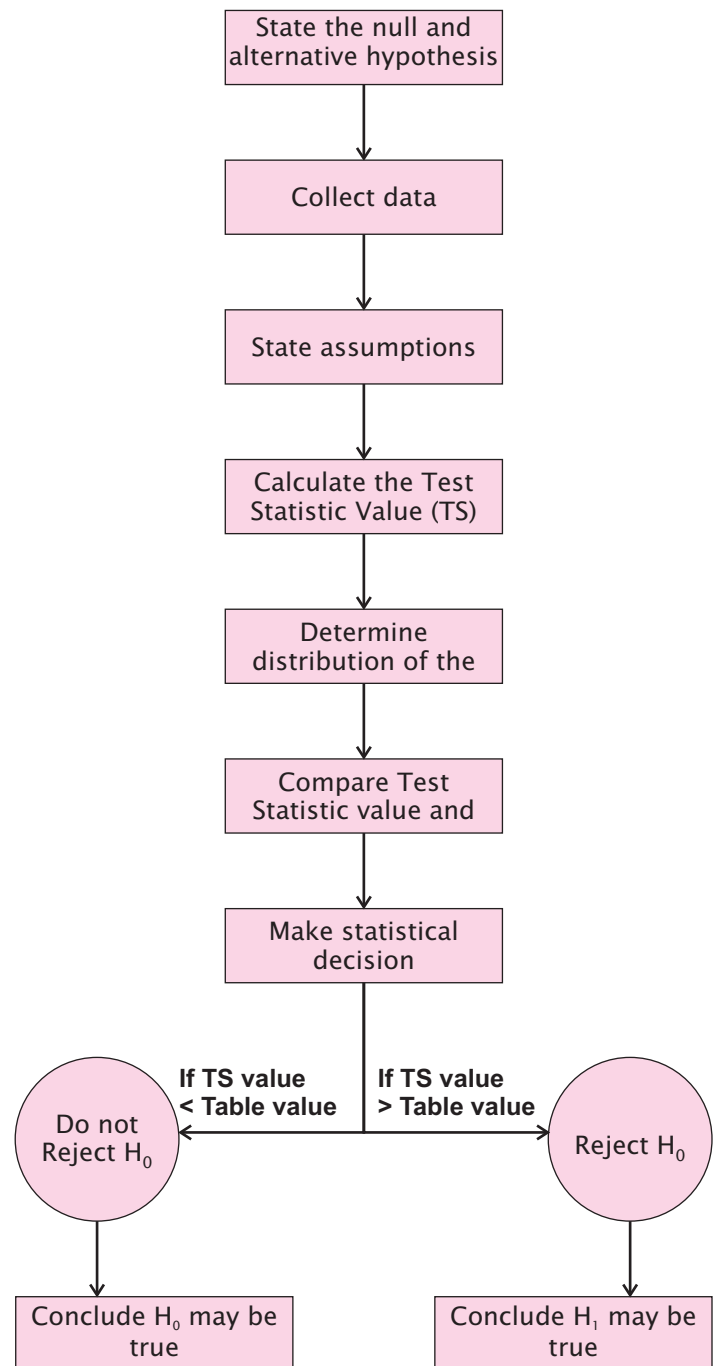 State the null and
alternative hypothesis
Collect data
State assumptions
Calculate the Test
Statistic Value (TS)
Determine
distribution of the
Compare Test
Statistic value and
Make statistical
decision
If TS value
< Table value
If TS value
> Table value
Do not
Reject H₀
Reject H₀
Conclude H₀ may be
true
Conclude H₁ may be
true